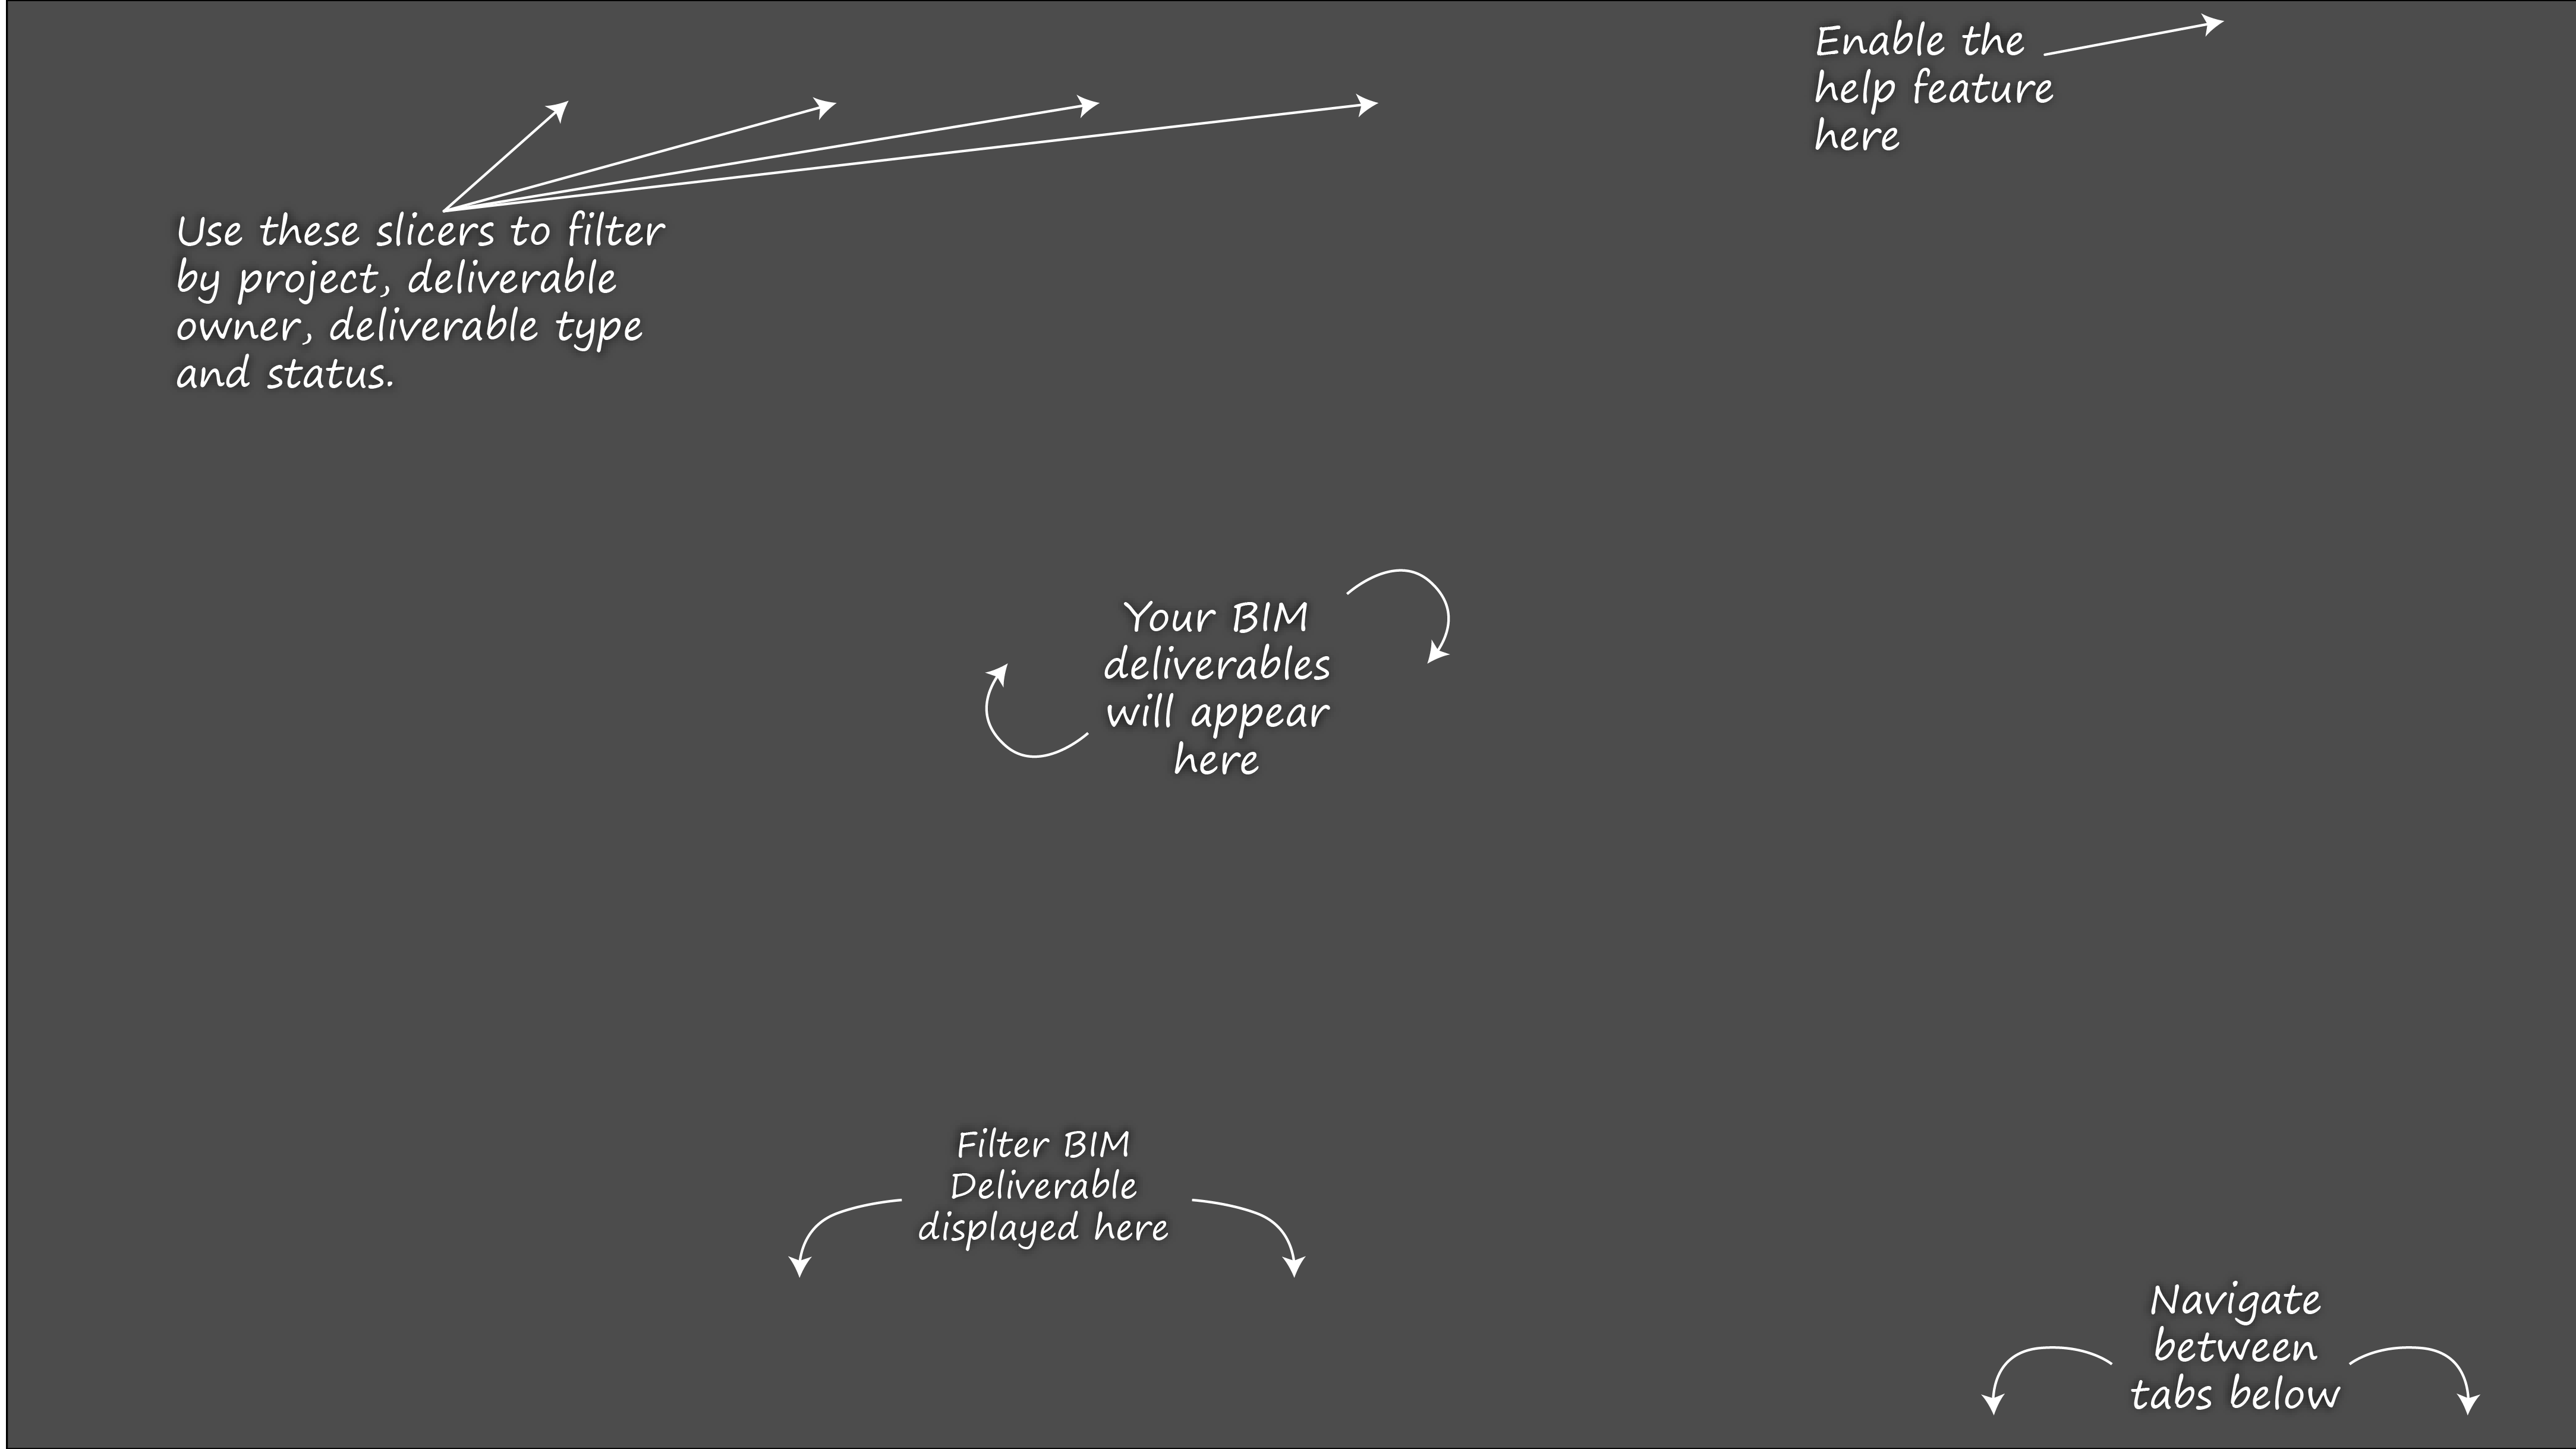 Enable the
help feature
here
Use these slicers to filter
by project, deliverable
owner, deliverable type
and status.
Your BIM
deliverables
will appear
here
Filter BIM
Deliverable
displayed here
Navigate
between
tabs below